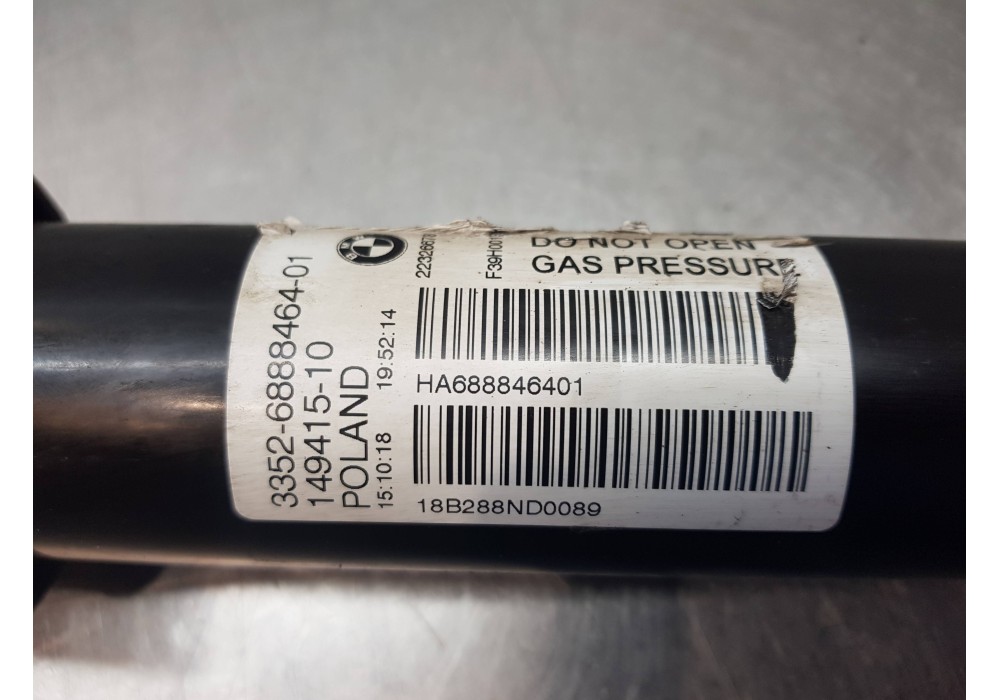 3352-6888464-01
149415-10
POLAND
15:10:18 19:52:14
DO NOT OPEN
GAS PRESSURE
HA688846401
18B288ND0089